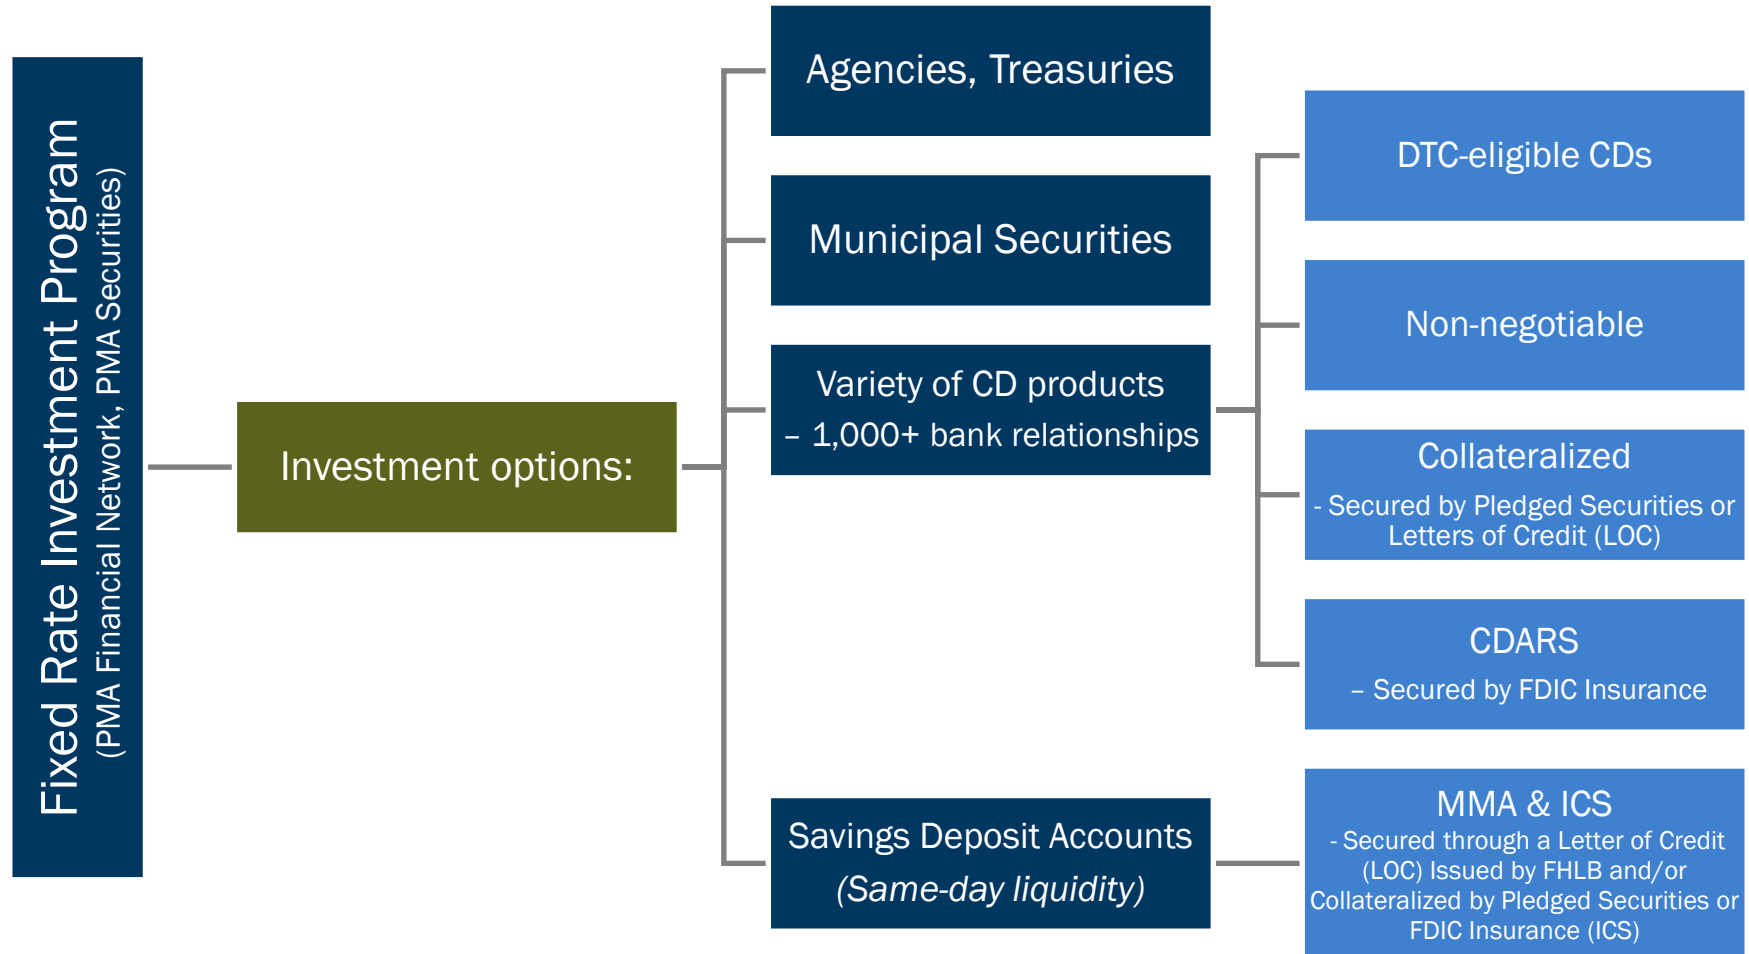 Fixed Rate Investment Program
(PMA Financial Network, PMA Securities)
Investment options:
Agencies, Treasuries
Municipal Securities
Variety of CD products
– 1,000+ bank relationships
Savings Deposit Accounts
(Same-day liquidity)
DTC-eligible CDs
Non-negotiable
Collateralized
- Secured by Pledged Securities or
Letters of Credit (LOC)
CDARS
– Secured by FDIC Insurance
MMA & ICS
- Secured through a Letter of Credit
(LOC) Issued by FHLB and/or
Collateralized by Pledged Securities or
FDIC Insurance (ICS)